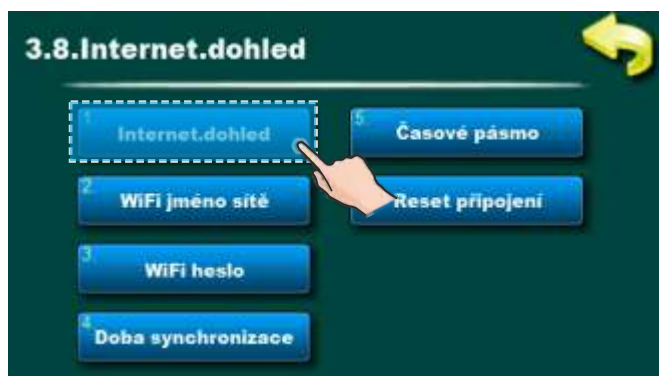 3.8.Internet.dohled
1 Internet.dohled
2 WiFi jméno sítě
3 WiFi heslo
4 Doba synchronizace
5 Časové pásmo
Reset připojení